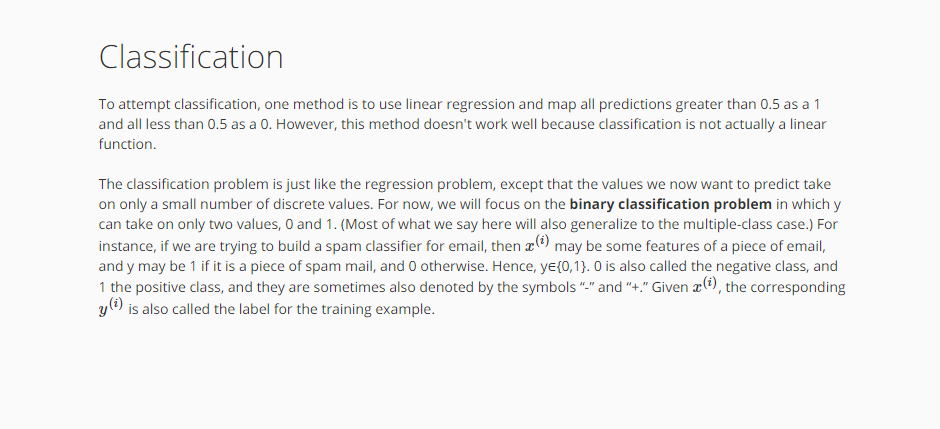 Classification
To attempt classification, one method is to use linear regression and map all predictions greater than 0.5 as a 1
and all less than 0.5 as a 0. However, this method doesn't work well because classification is not actually a linear
function.
The classification problem is just like the regression problem, except that the values we now want to predict take
on only a small number of discrete values. For now, we will focus on the binary classification problem in which y
can take on only two values, 0 and 1. (Most of what we say here will also generalize to the multiple-class case.) For
instance, if we are trying to build a spam classifier for email, then x^(i) may be some features of a piece of email,
and y may be 1 if it is a piece of spam mail, and 0 otherwise. Hence, y∈{0,1}. 0 is also called the negative class, and
1 the positive class, and they are sometimes also denoted by the symbols “-” and “+.” Given x^(i), the corresponding
y^(i) is also called the label for the training example.